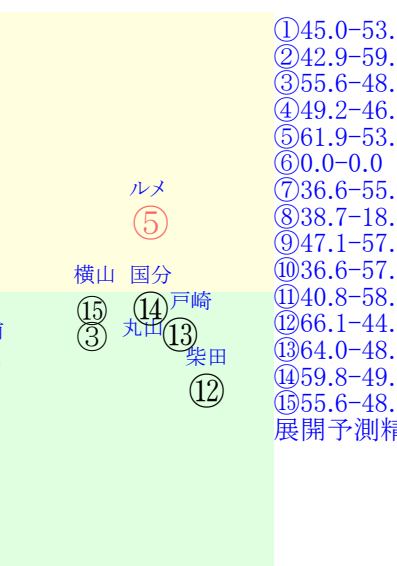 ①45.0-53.
②42.9-59.
③55.6-48.
④49.2-46.
⑤61.9-53.
⑥0.0-0.0
⑦36.6-55.
⑧38.7-18.
⑨47.1-57.
⑩36.6-57.
⑪40.8-58.
⑫66.1-44.
⑬64.0-48.
⑭59.8-49.
⑮55.6-48.
展開予測精
ルメ
⑤
横山 国分
⑮ ⑭ 戸崎
③ 丸田 ⑬
柴田
⑫